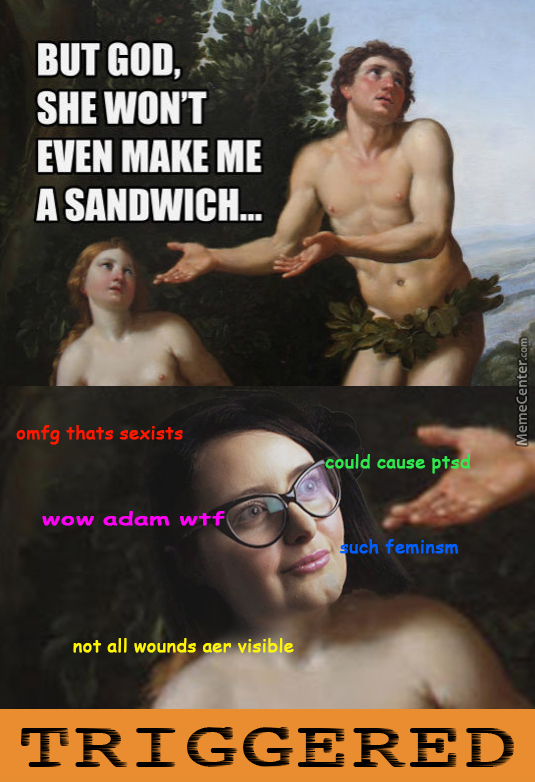 BUT GOD,
SHE WON'T
EVEN MAKE ME
A SANDWICH...
MemeCenter.com
omfg thats sexists
could cause ptsd
wow adam wtf
such feminsm
not all wounds aer visible
TRIGGERED